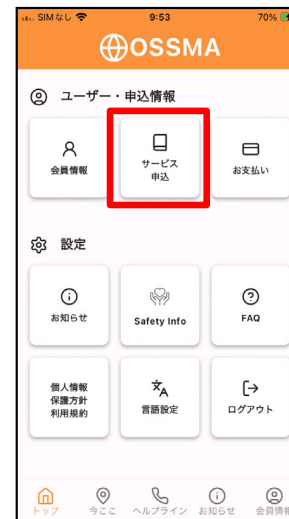 SIMなし 9:53 70%
OSSMA
ユーザー・申込情報
会員情報
サービス
申込
お支払い
設定
お知らせ
Safety Info
FAQ
個人情報
保護方針
利用規約
言語設定
ログアウト
トップ 今ここ ヘルプライン お知らせ 会員情報